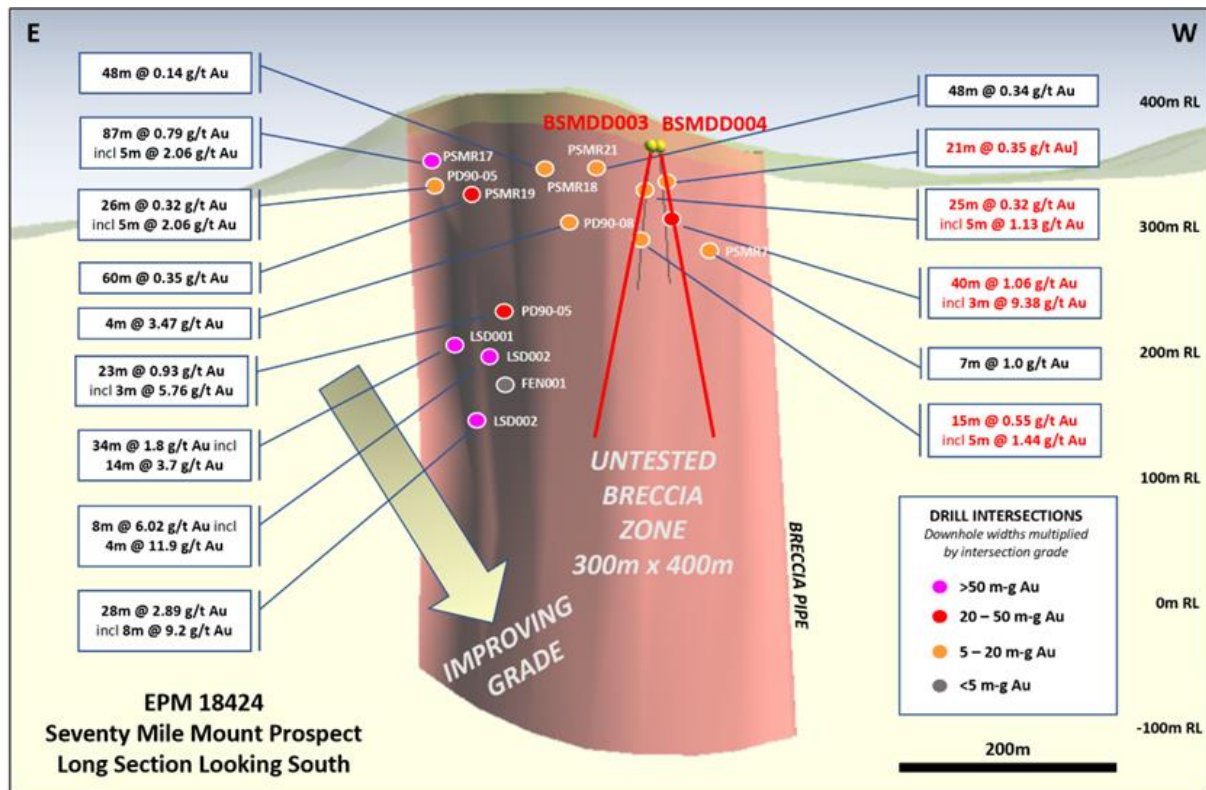 E
W
48m @ 0.14 g/t Au
87m @ 0.79 g/t Au
incl 5m @ 2.06 g/t Au
26m @ 0.32 g/t Au
incl 5m @ 2.06 g/t Au
60m @ 0.35 g/t Au
4m @ 3.47 g/t Au
23m @ 0.93 g/t Au
incl 3m @ 5.76 g/t Au
34m @ 1.8 g/t Au incl
14m @ 3.7 g/t Au
8m @ 6.02 g/t Au incl
4m @ 11.9 g/t Au
28m @ 2.89 g/t Au
incl 8m @ 9.2 g/t Au
EPM 18424
Seventy Mile Mount Prospect
Long Section Looking South
BSMDD003 BSMDD004
PSMR17
PD90-05
PSMR19
PSMR18
PSMR21
PD90-08
PSMR7
PD90-05
LSD001
LSD002
FEN001
LSD002
UNTESTED
BRECCIA
ZONE
300m x 400m
IMPROVING
GRADE
BRECCIA PIPE
48m @ 0.34 g/t Au
21m @ 0.35 g/t Au]
25m @ 0.32 g/t Au
incl 5m @ 1.13 g/t Au
40m @ 1.06 g/t Au
incl 3m @ 9.38 g/t Au
7m @ 1.0 g/t Au
15m @ 0.55 g/t Au
incl 5m @ 1.44 g/t Au
400m RL
300m RL
200m RL
100m RL
0m RL
-100m RL
DRILL INTERSECTIONS
Downhole widths multiplied
by intersection grade
>50 m-g Au
20 – 50 m-g Au
5 – 20 m-g Au
<5 m-g Au
200m